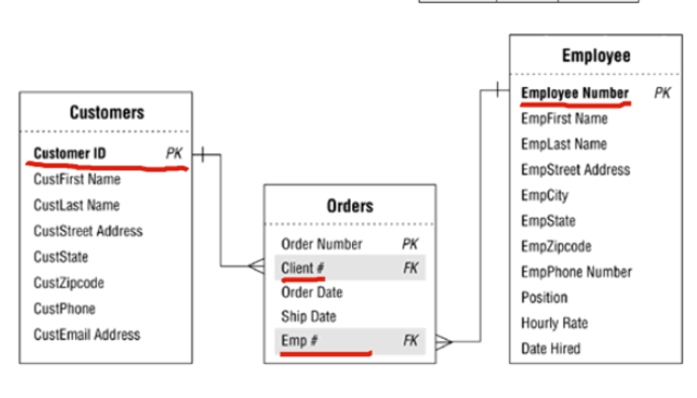 Customers
Customer ID PK
CustFirst Name
CustLast Name
CustStreet Address
CustCity
CustState
CustZipcode
CustPhone
CustEmail Address
Orders
Order Number PK
Client # FK
Order Date
Ship Date
Emp # FK
Employee
Employee Number PK
EmpFirst Name
EmpLast Name
EmpStreet Address
EmpCity
EmpState
EmpZipcode
EmpPhone Number
Position
Hourly Rate
Date Hired